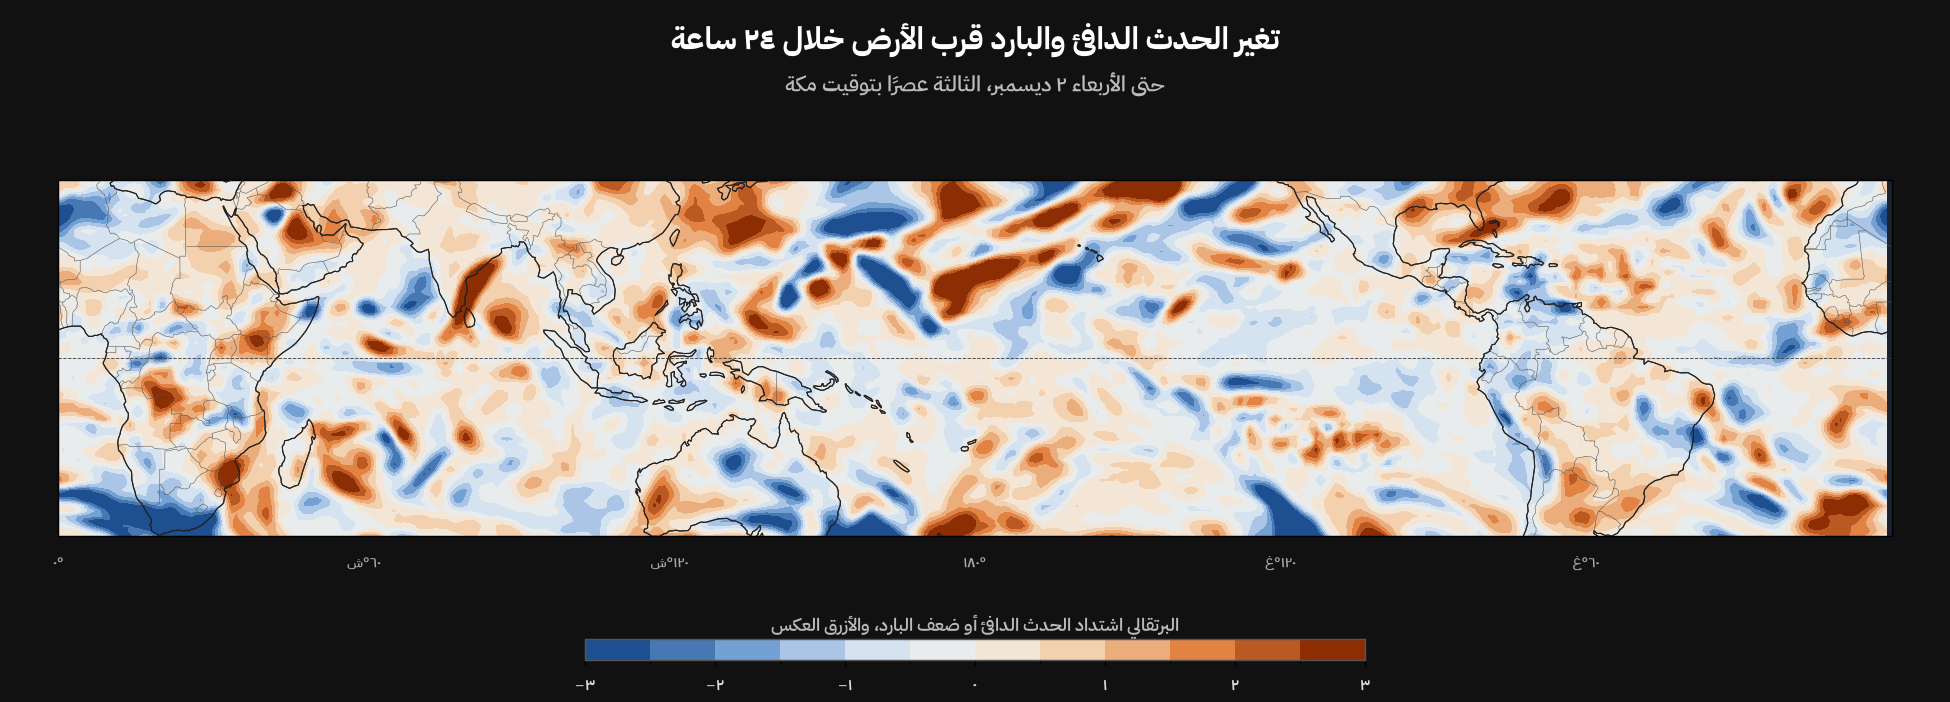 تغير الحدث الدافئ والبارد قرب الأرض خلال ٢٤ ساعة
حتى الأربعاء ٢ ديسمبر، الثالثة عصرًا بتوقيت مكة
٠°
٦٠°ش
١٢٠°ش
١٨٠°
١٢٠°غ
٦٠°غ
البرتقالي اشتداد الحدث الدافئ أو ضعف البارد، والأزرق العكس
−٣
−٢
−١
٠
١
٢
٣